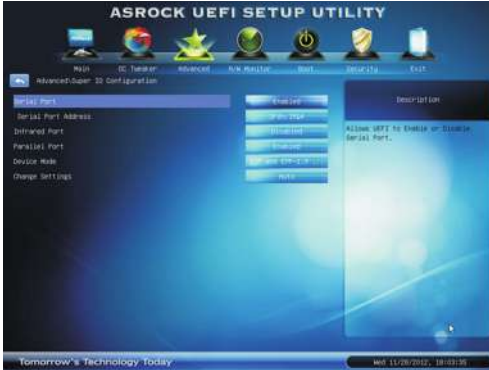 ASROCK UEFI SETUP UTILITY
Main OC Tweaker Advanced H/W Monitor Boot Security Exit
Advanced\Super IO Configuration
Serial Port Enabled
Serial Port Address
Infrared Port Disabled
Parallel Port Enabled
Device Mode
Change Settings Auto
Description
Allows UEFI to Enable or Disable
Serial Port.
Tomorrow's Technology Today
Wed 11/28/2012, 18:03:35